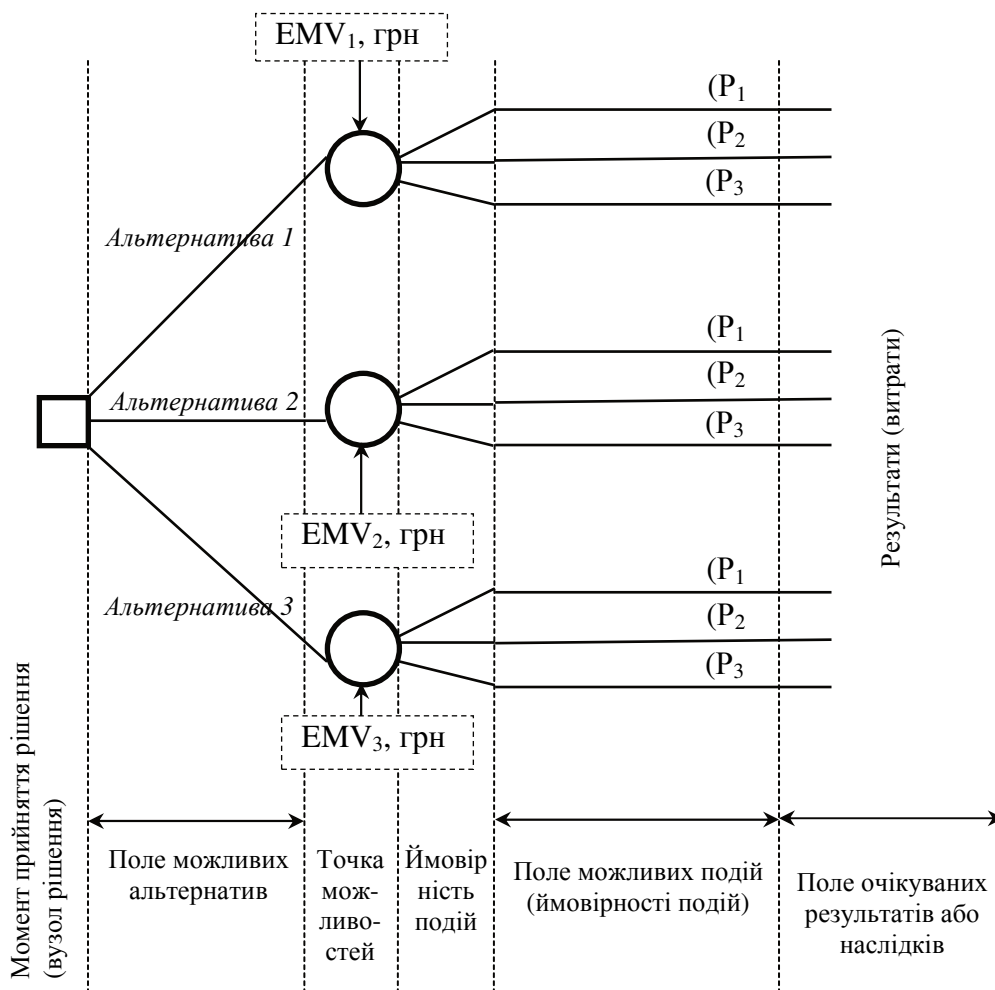 EMV₁, грн
(P₁
(P₂
(P₃
Альтернатива 1
(P₁
(P₂
(P₃
Альтернатива 2
EMV₂, грн
Результати (витрати)
(P₁
(P₂
(P₃
Альтернатива 3
EMV₃, грн
Момент прийняття рішення
(вузол рішення)
Поле можливих
альтернатив
Точка
мож-
ливо-
стей
Ймовір
ність
подій
Поле можливих подій
(ймовірності подій)
Поле очікуваних
результатів або
наслідків